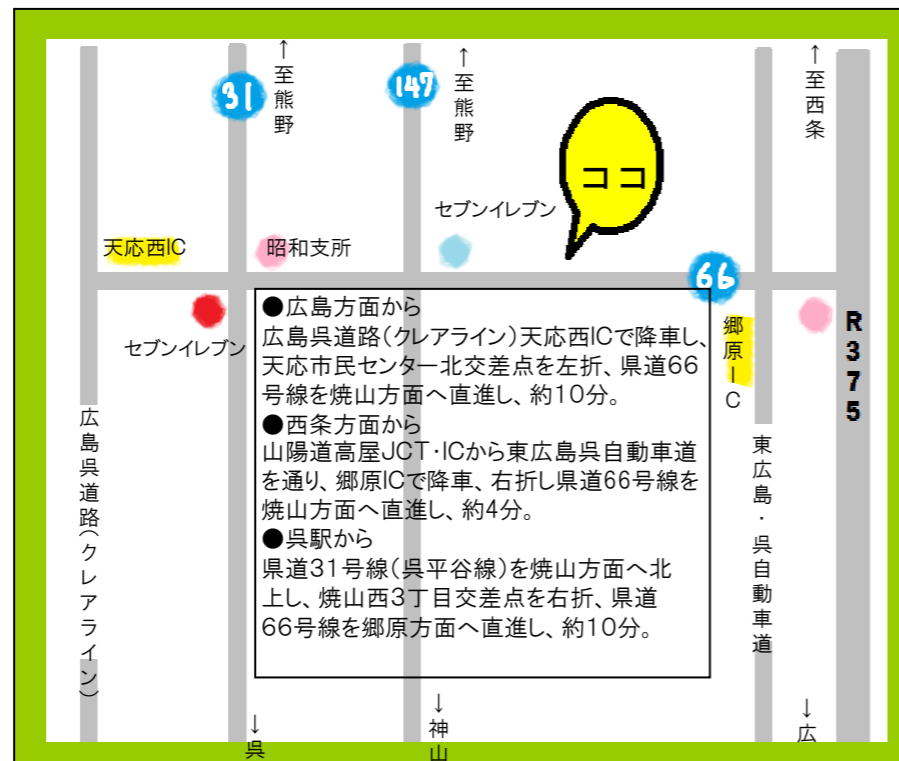 31
↑至熊野
147
↑至熊野
↑至西条
ココ
セブンイレブン
天応西IC
昭和支所
66
セブンイレブン
郷原IC
R375
●広島方面から
広島呉道路(クレアライン)天応西ICで降車し、
天応市民センター北交差点を左折、県道66
号線を焼山方面へ直進し、約10分。
●西条方面から
山陽道高屋JCT・ICから東広島呉自動車道
を通り、郷原ICで降車、右折し県道66号線を
焼山方面へ直進し、約4分。
●呉駅から
県道31号線(呉平谷線)を焼山方面へ北
上し、焼山西3丁目交差点を右折、県道
66号線を郷原方面へ直進し、約10分。
広島呉道路(クレアライン)
東広島・呉自動車道
↓呉
↓神山
↓広